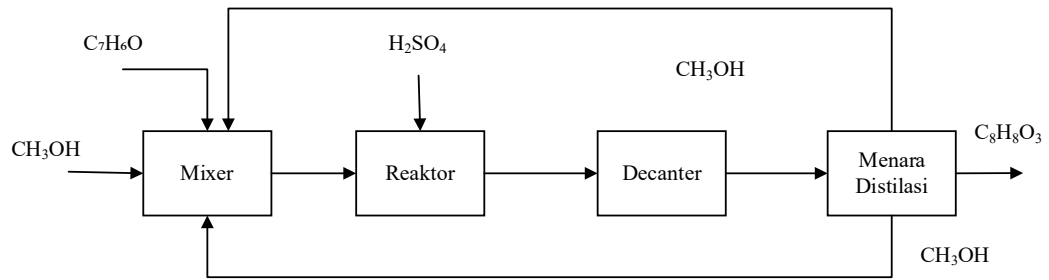 C₇H₆O
H₂SO₄
CH₃OH
CH₃OH
Mixer
Reaktor
Decanter
Menara
Distilasi
C₈H₈O₃
CH₃OH